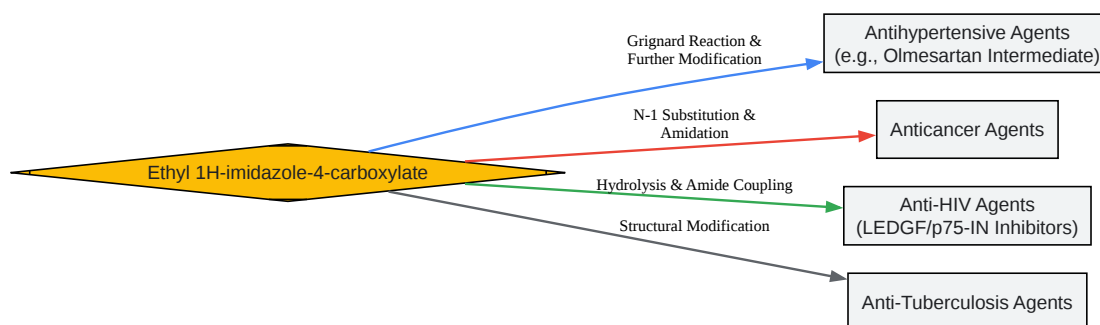 Ethyl 1H-imidazole-4-carboxylate
Grignard Reaction &
Further Modification
Antihypertensive Agents
(e.g., Olmesartan Intermediate)
N-1 Substitution &
Amidation
Anticancer Agents
Hydrolysis & Amide Coupling
Anti-HIV Agents
(LEDGF/p75-IN Inhibitors)
Structural Modification
Anti-Tuberculosis Agents